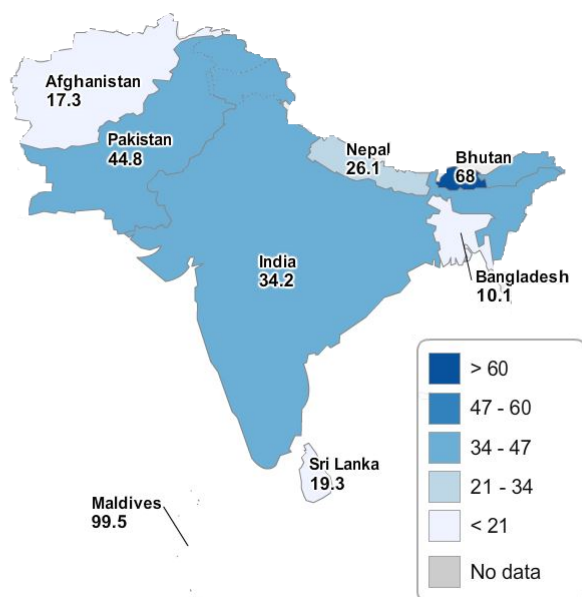 Afghanistan
17.3
Pakistan
44.8
Nepal
26.1
Bhutan
68
India
34.2
Bangladesh
10.1
Sri Lanka
19.3
Maldives
99.5
> 60
47 - 60
34 - 47
21 - 34
< 21
No data